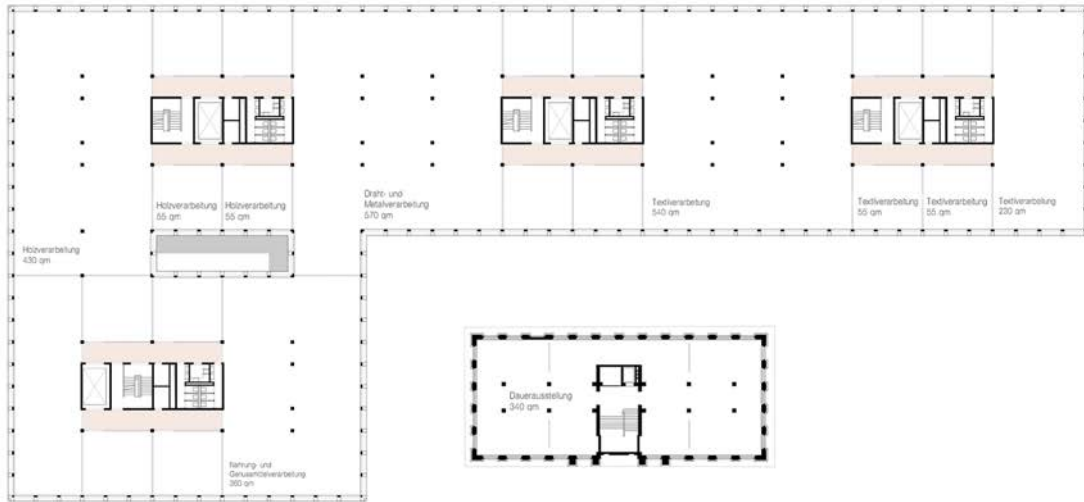 Holzverarbeitung
55 qm
Holzverarbeitung
55 qm
Draht- und
Metalverarbeitung
570 qm
Textilverarbeitung
540 qm
Textilverarbeitung
55 qm
Textilverarbeitung
55 qm
Textilverarbeitung
230 qm
Holzverarbeitung
430 qm
Dauerausstellung
340 qm
Nahrung- und
Genussmittelverarbeitung
360 qm